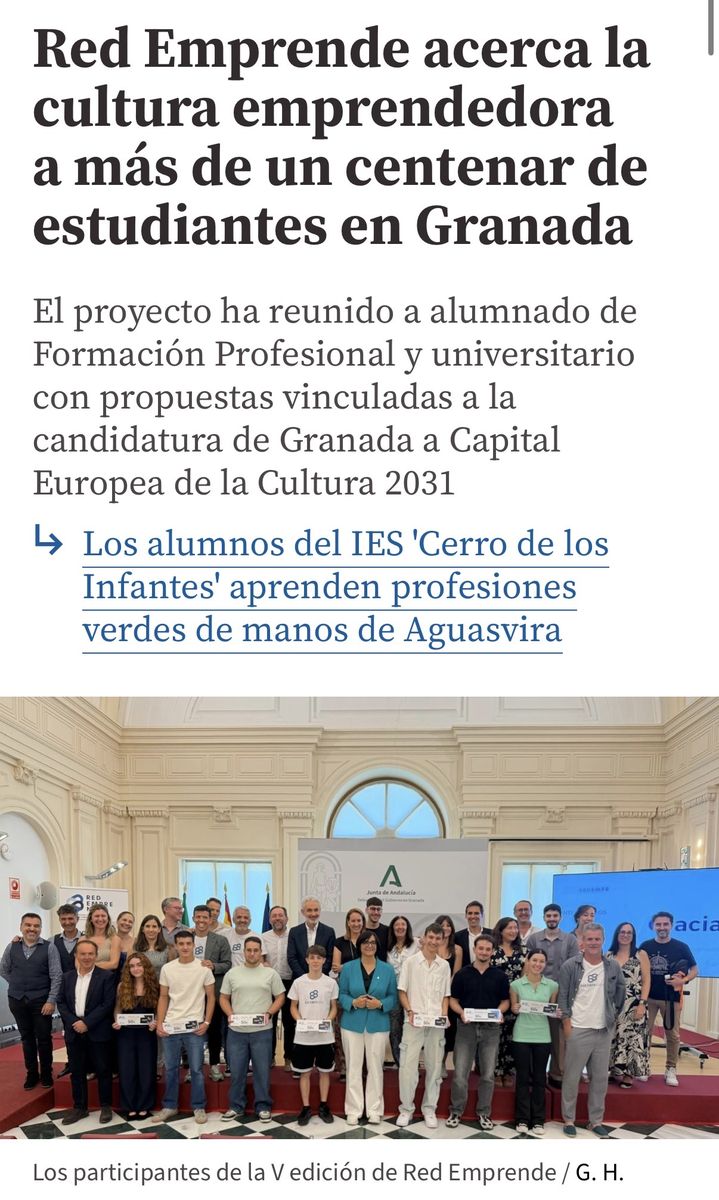 Red Emprende acerca la
cultura emprendedora
a más de un centenar de
estudiantes en Granada
El proyecto ha reunido a alumnado de
Formación Profesional y universitario
con propuestas vinculadas a la
candidatura de Granada a Capital
Europea de la Cultura 2031
Los alumnos del IES 'Cerro de los
Infantes' aprenden profesiones
verdes de manos de Aguasvira
Junta de Andalucía
RED
EMPRE
Los participantes de la V edición de Red Emprende / G. H.